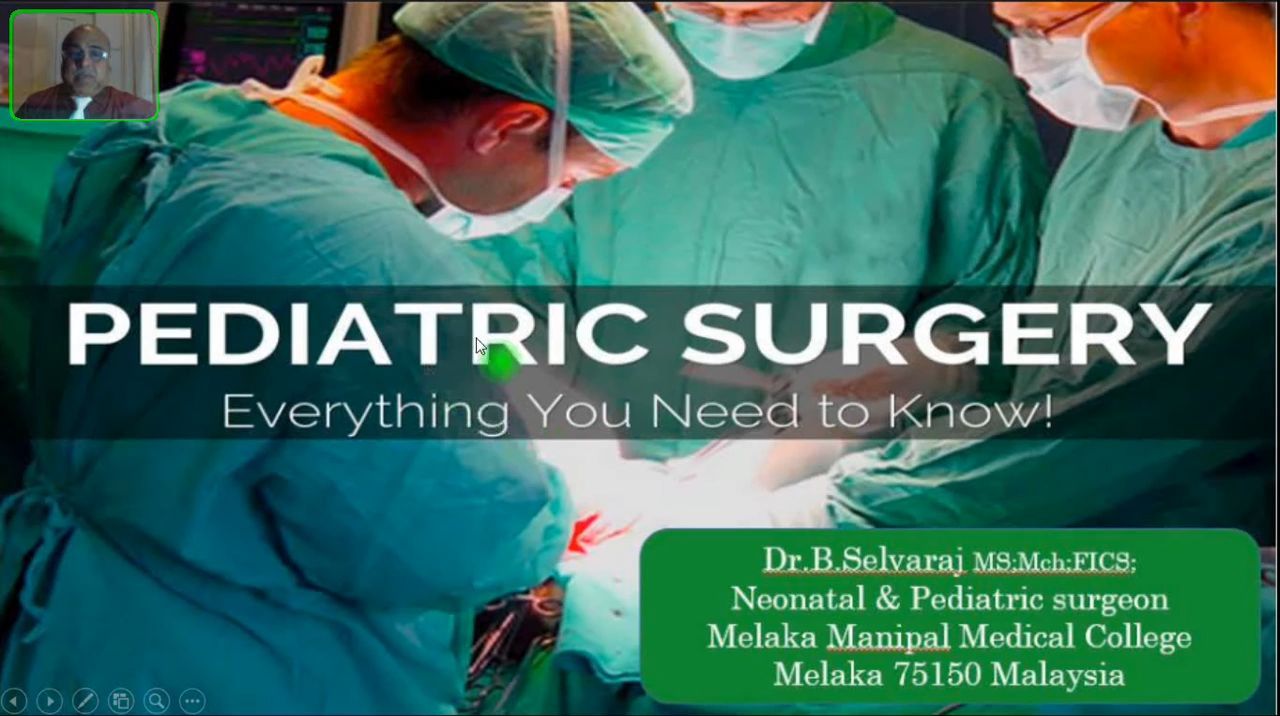 PEDIATRIC SURGERY
Everything You Need to Know!
Dr.B.Selvaraj MS;Mch;FICS;
Neonatal & Pediatric surgeon
Melaka Manipal Medical College
Melaka 75150 Malaysia